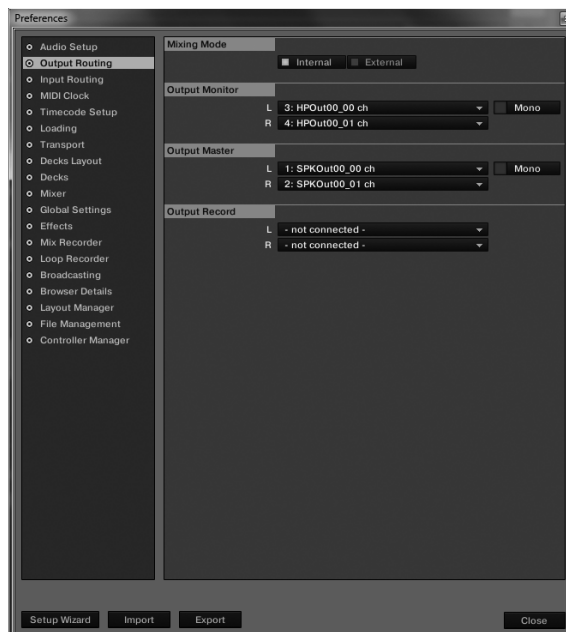 Preferences
Audio Setup
Output Routing
Input Routing
MIDI Clock
Timecode Setup
Loading
Transport
Decks Layout
Decks
Mixer
Global Settings
Effects
Mix Recorder
Loop Recorder
Broadcasting
Browser Details
Layout Manager
File Management
Controller Manager
Mixing Mode
Internal External
Output Monitor
L 3: HPOut00_00 ch Mono
R 4: HPOut00_01 ch
Output Master
L 1: SPKOut00_00 ch Mono
R 2: SPKOut00_01 ch
Output Record
L - not connected -
R - not connected -
Setup Wizard Import Export Close